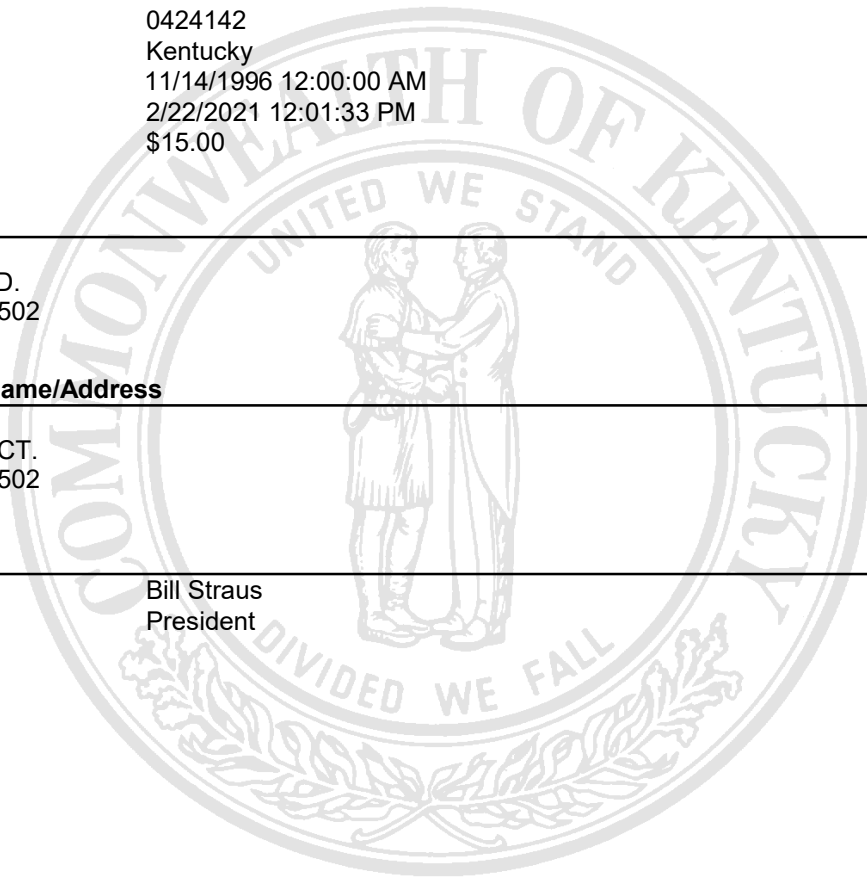 0424142
Kentucky
11/14/1996 12:00:00 AM
2/22/2021 12:01:33 PM
$15.00
COMMONWEALTH OF KENTUCKY
UNITED WE STAND
D.
502
ame/Address
CT.
502
Bill Straus
President
DIVIDED WE FALL